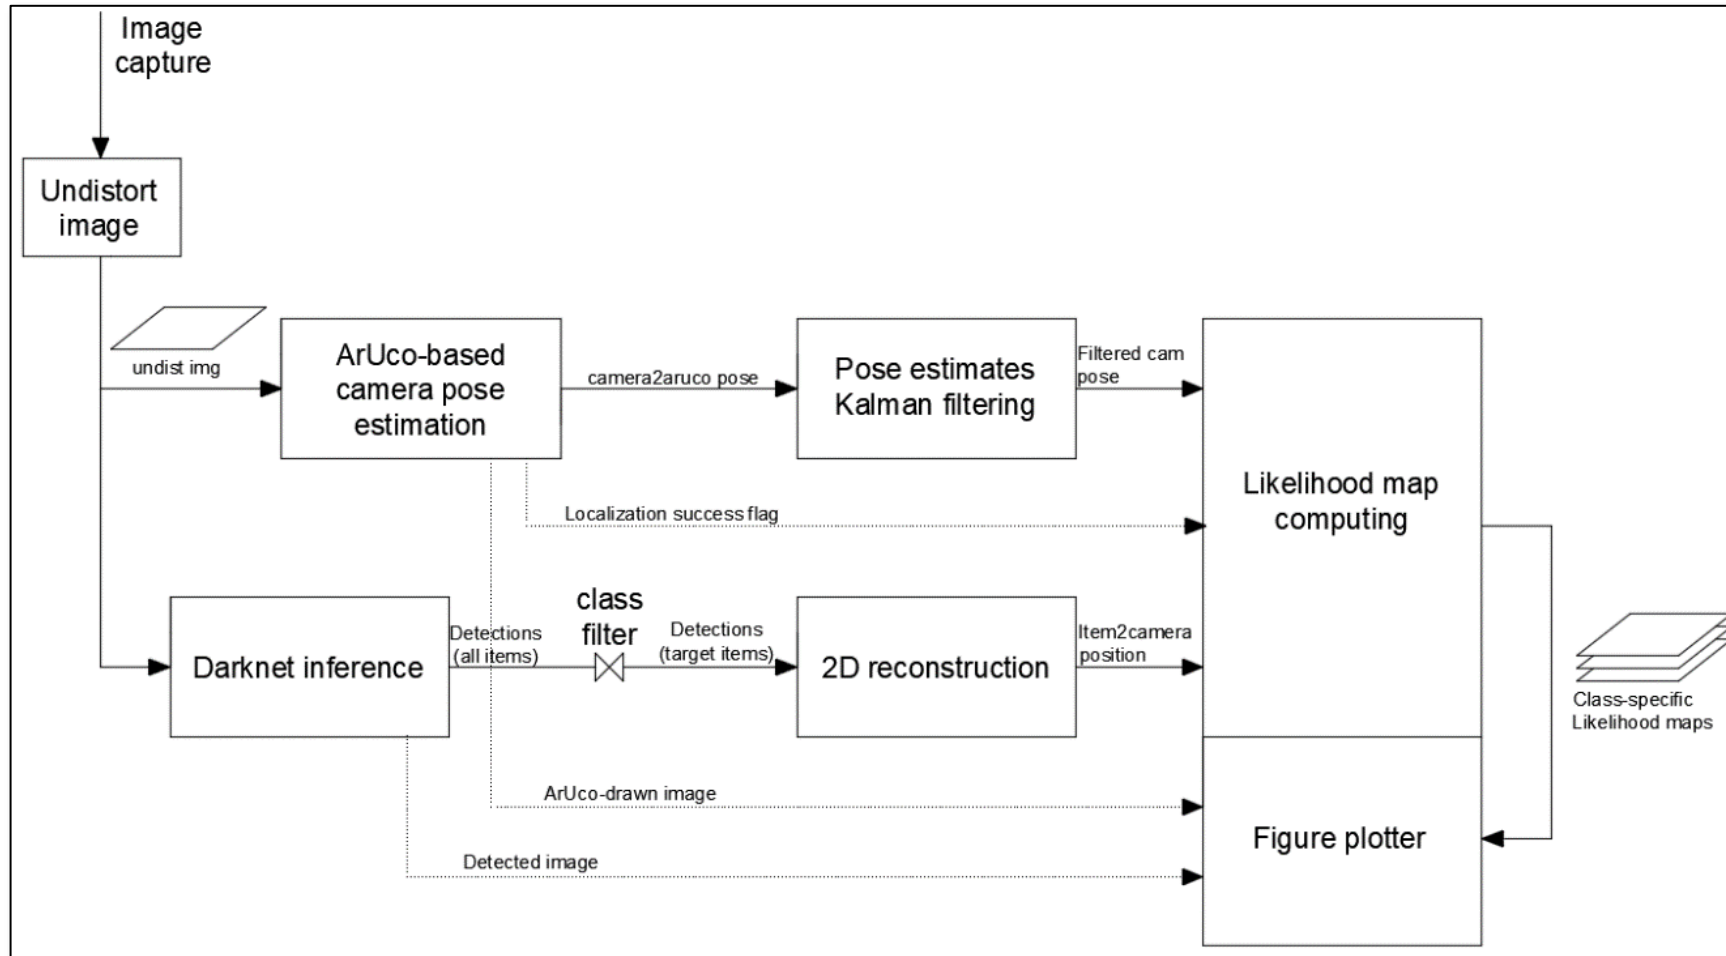 Image
capture
Undistort
image
undist img
ArUco-based
camera pose
estimation
camera2aruco pose
Pose estimates
Kalman filtering
Filtered cam
pose
Localization success flag
Likelihood map
computing
Darknet inference
Detections
(all items)
class
filter
Detections
(target items)
2D reconstruction
Item2camera
position
Class-specific
Likelihood maps
ArUco-drawn image
Detected image
Figure plotter